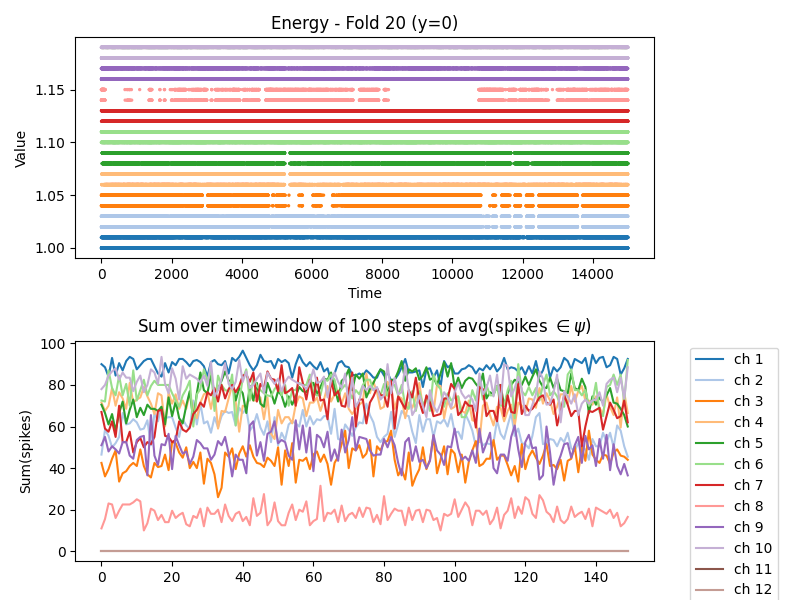 Energy - Fold 20 (y=0)
1.15
1.10
1.05
1.00
Value
0 2000 4000 6000 8000 10000 12000 14000
Time
Sum over timewindow of 100 steps of avg(spikes ∈ ψ)
100
80
60
40
20
0
Sum(spikes)
0 20 40 60 80 100 120 140
ch 1
ch 2
ch 3
ch 4
ch 5
ch 6
ch 7
ch 8
ch 9
ch 10
ch 11
ch 12